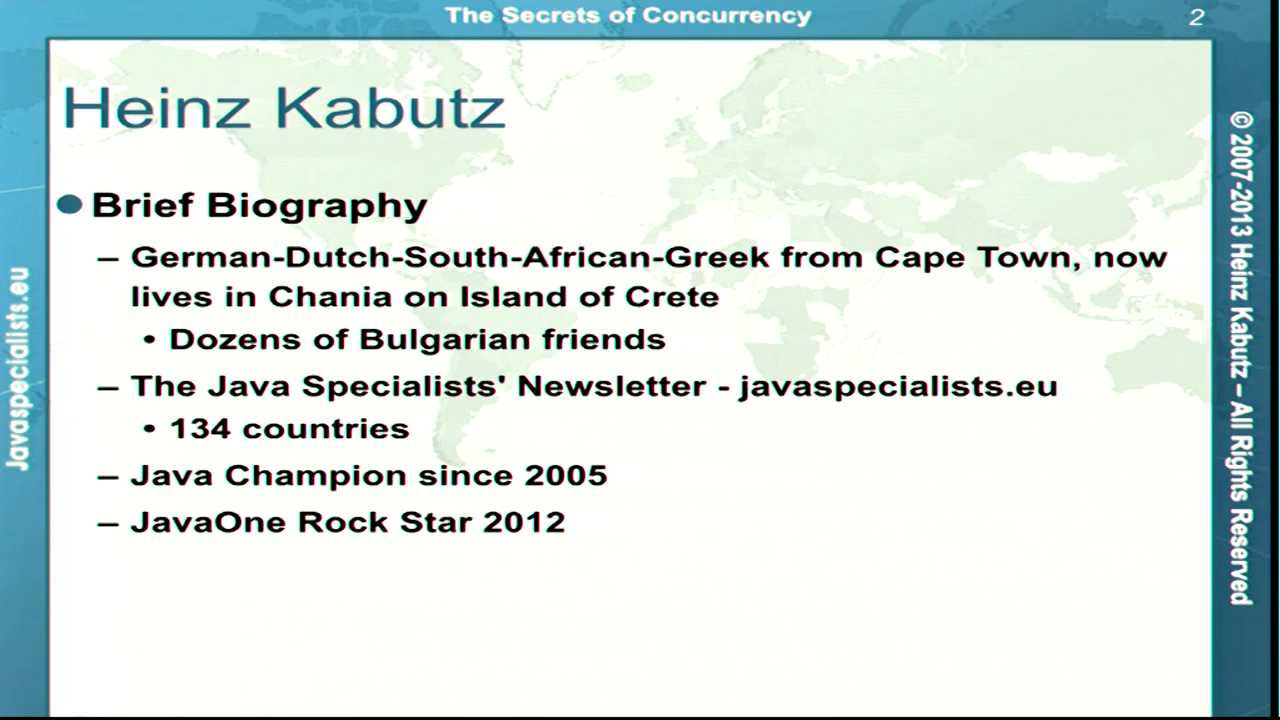 The Secrets of Concurrency
2
Heinz Kabutz
Brief Biography
– German-Dutch-South-African-Greek from Cape Town, now
lives in Chania on Island of Crete
• Dozens of Bulgarian friends
– The Java Specialists' Newsletter - javaspecialists.eu
• 134 countries
– Java Champion since 2005
– JavaOne Rock Star 2012
Javaspecialists.eu
© 2007-2013 Heinz Kabutz – All Rights Reserved